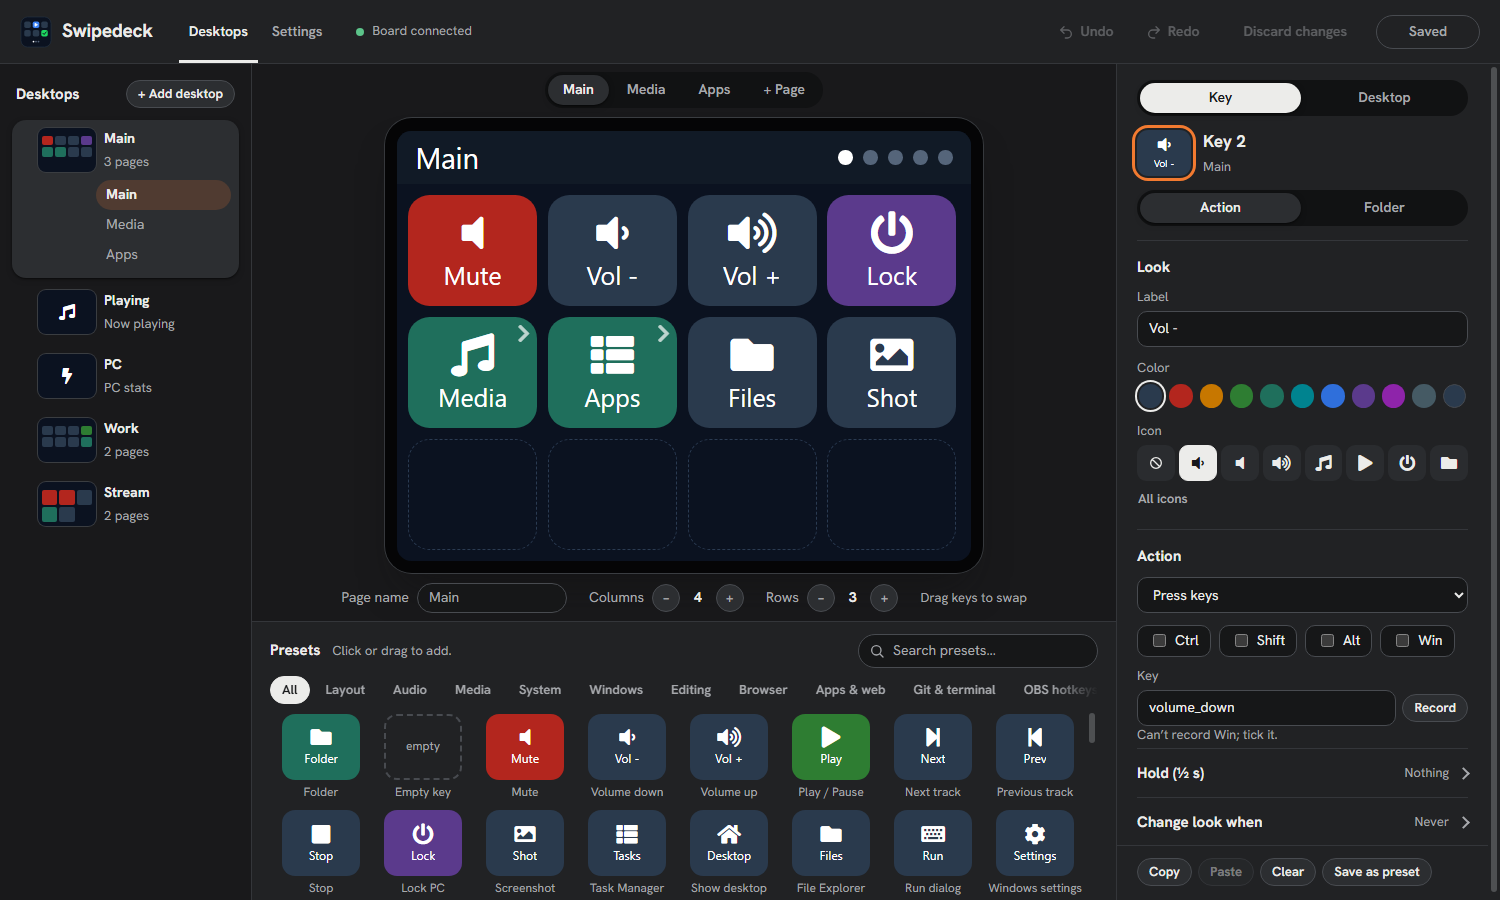 Swipedeck
Desktops
Settings
Board connected
Undo
Redo
Discard changes
Saved
Desktops
+ Add desktop
Main
3 pages
Main
Media
Apps
Playing
Now playing
PC
PC stats
Work
2 pages
Stream
2 pages
Main
Media
Apps
+ Page
Main
Mute
Vol -
Vol +
Lock
Media
Apps
Files
Shot
Page name
Main
Columns
-
4
+
Rows
-
3
+
Drag keys to swap
Presets
Click or drag to add.
Search presets...
All
Layout
Audio
Media
System
Windows
Editing
Browser
Apps & web
Git & terminal
OBS hotkeys
Folder
empty
Mute
Vol -
Vol +
Play
Next
Prev
Folder
Empty key
Mute
Volume down
Volume up
Play / Pause
Next track
Previous track
Stop
Lock
Shot
Tasks
Desktop
Files
Run
Settings
Stop
Lock PC
Screenshot
Task Manager
Show desktop
File Explorer
Run dialog
Windows settings
Key
Desktop
Vol -
Key 2
Main
Action
Folder
Look
Label
Vol -
Color
Icon
All icons
Action
Press keys
Ctrl
Shift
Alt
Win
Key
volume_down
Record
Can't record Win; tick it.
Hold (½ s)
Nothing
Change look when
Never
Copy
Paste
Clear
Save as preset